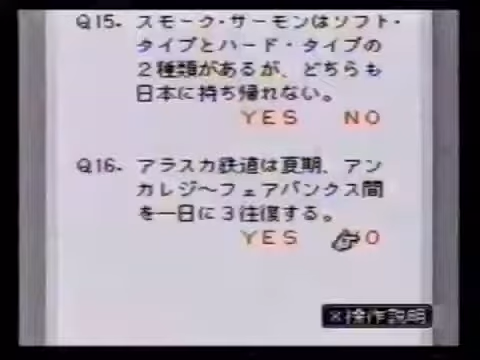 Q15. スモーク・サーモンはソフト・
タイプとハード・タイプの
2種類があるが、どちらも
日本に持ち帰れない。
YES NO
Q16. アラスカ鉄道は夏期、アン
カレジ〜フェアバンクス間
を一日に3往復する。
YES NO
※操作説明